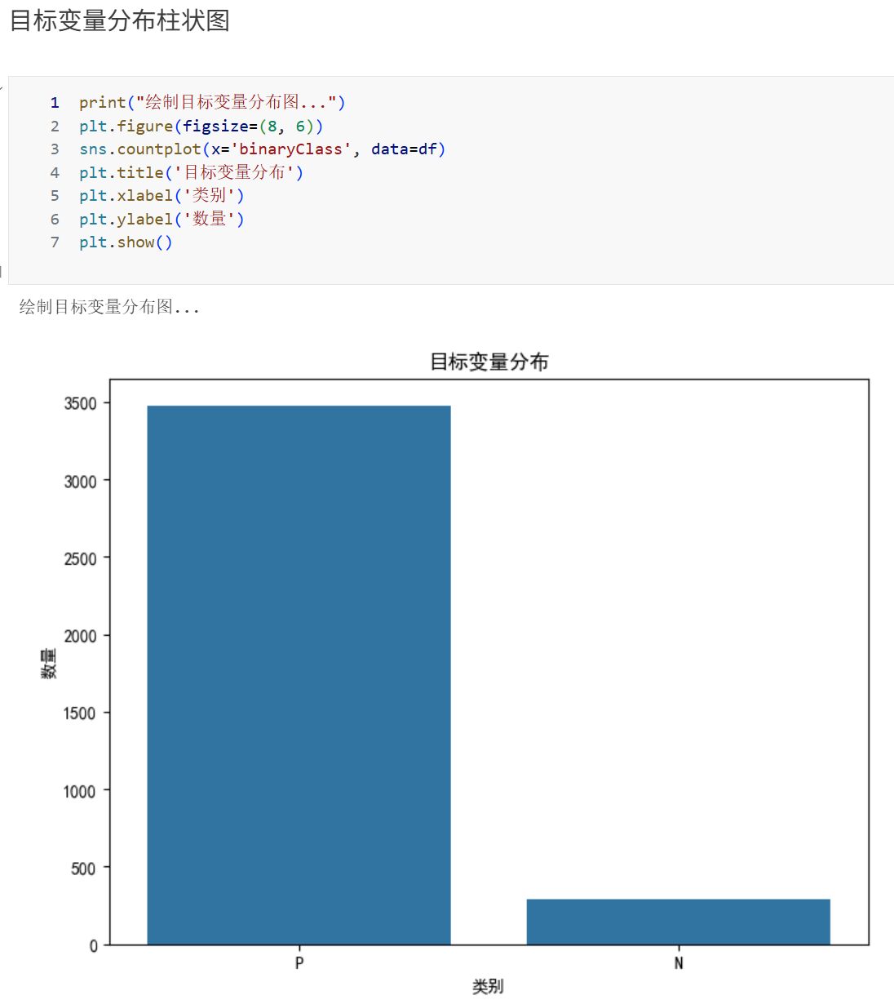 目标变量分布柱状图
1 print("绘制目标变量分布图...")
2 plt.figure(figsize=(8, 6))
3 sns.countplot(x='binaryClass', data=df)
4 plt.title('目标变量分布')
5 plt.xlabel('类别')
6 plt.ylabel('数量')
7 plt.show()
绘制目标变量分布图...
目标变量分布
3500
3000
2500
2000
1500
1000
500
0
数量
P N
类别